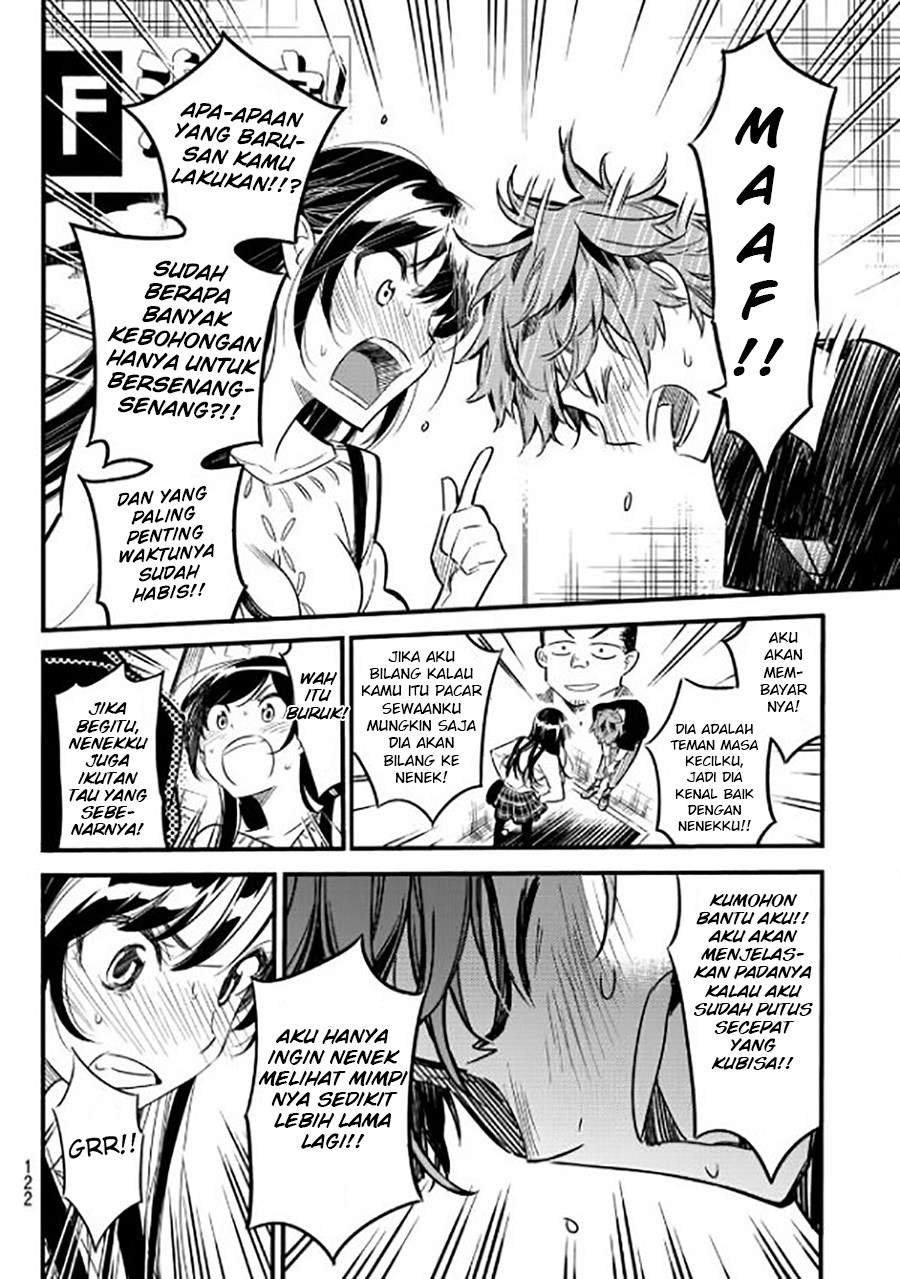 MAAF!!
APA-APAAN
YANG BARU-
SAN KAMU
LAKUKAN!!?
SUDAH
BERAPA
BANYAK
KEBOHONGAN
HANYA UNTUK
BERSENANG-
SENANG?!!
DAN YANG
PALING
PENTING
WAKTUNYA
SUDAH
HABIS!!
F
AKU
AKAN
MEM-
BAYAR
NYA!
DIA ADALAH
TEMAN MASA
KECILKU,
JADI DIA
KENAL BAIK
DENGAN
NENEKKU!!
JIKA AKU
BILANG KALAU
KAMU ITU PACAR
SEWAANKU
MUNGKIN SAJA
DIA AKAN
BILANG KE
NENEK!
WAH
ITU
BURUK!
JIKA
BEGITU,
NENEKKU
JUGA
IKUTAN
TAU YANG
SEBE-
NARNYA!
KUMOHON
BANTU AKU!!
AKU AKAN
MENJELAS-
KAN PADANYA
KALAU AKU
SUDAH PUTUS
SECEPAT
YANG
KUBISA!!
AKU HANYA
INGIN NENEK
MELIHAT MIMPI
NYA SEDIKIT
LEBIH LAMA
LAGI!!
GRR!!
122